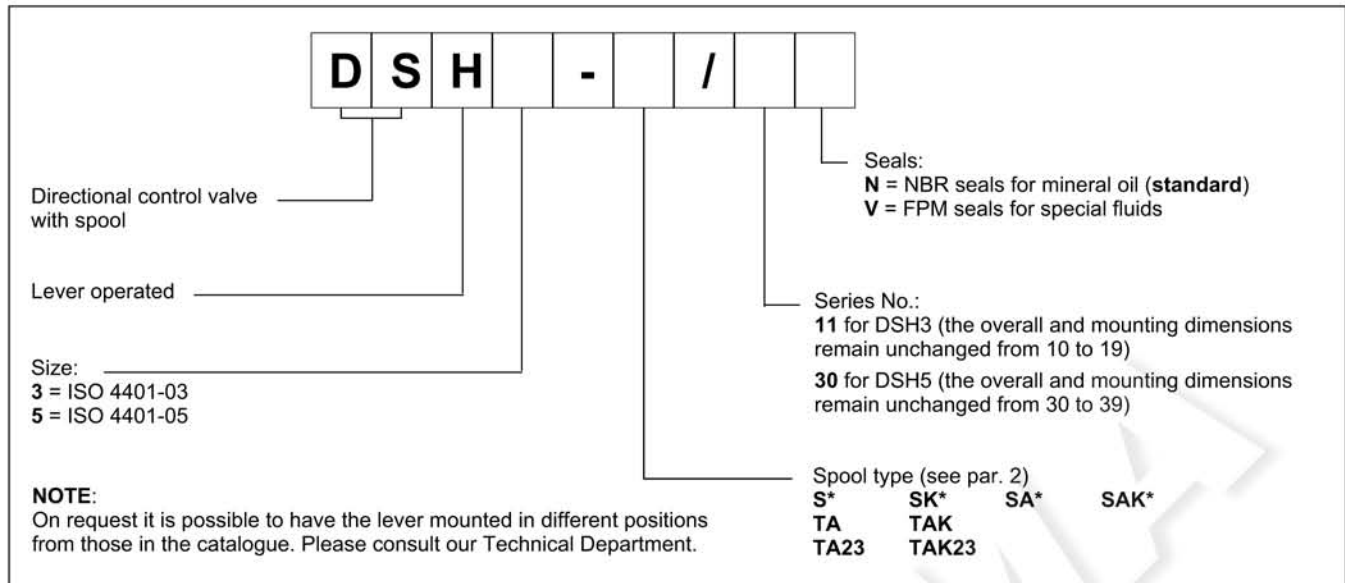 D S H - /
Directional control valve
with spool
Lever operated
Size:
3 = ISO 4401-03
5 = ISO 4401-05
NOTE:
On request it is possible to have the lever mounted in different positions
from those in the catalogue. Please consult our Technical Department.
Seals:
N = NBR seals for mineral oil (standard)
V = FPM seals for special fluids
Series No.:
11 for DSH3 (the overall and mounting dimensions
remain unchanged from 10 to 19)
30 for DSH5 (the overall and mounting dimensions
remain unchanged from 30 to 39)
Spool type (see par. 2)
S* SK* SA* SAK*
TA TAK
TA23 TAK23